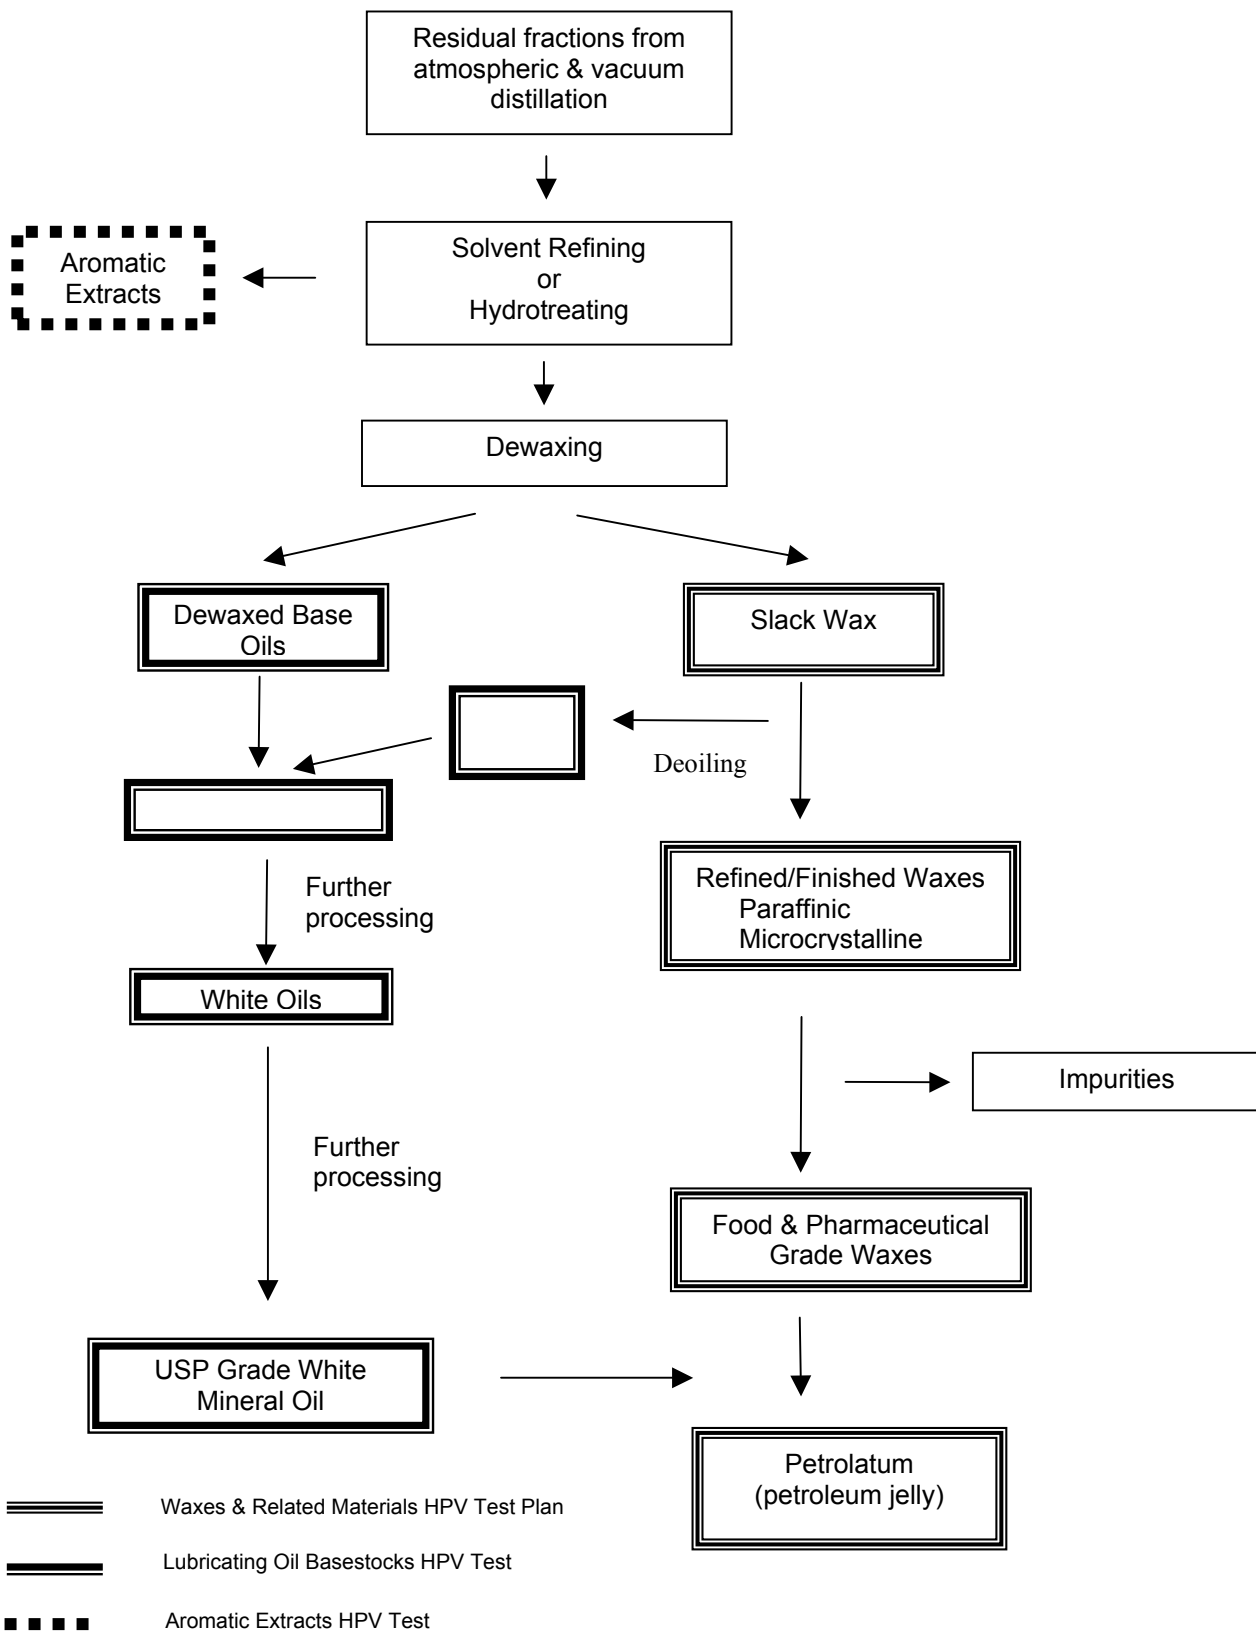 Residual fractions from
atmospheric & vacuum
distillation
Aromatic
Extracts
Solvent Refining
or
Hydrotreating
Dewaxing
Dewaxed Base
Oils
Slack Wax
Deoiling
Refined/Finished Waxes
Paraffinic
Microcrystalline
Further
processing
White Oils
Impurities
Further
processing
Food & Pharmaceutical
Grade Waxes
USP Grade White
Mineral Oil
Petrolatum
(petroleum jelly)
Waxes & Related Materials HPV Test Plan
Lubricating Oil Basestocks HPV Test
Aromatic Extracts HPV Test